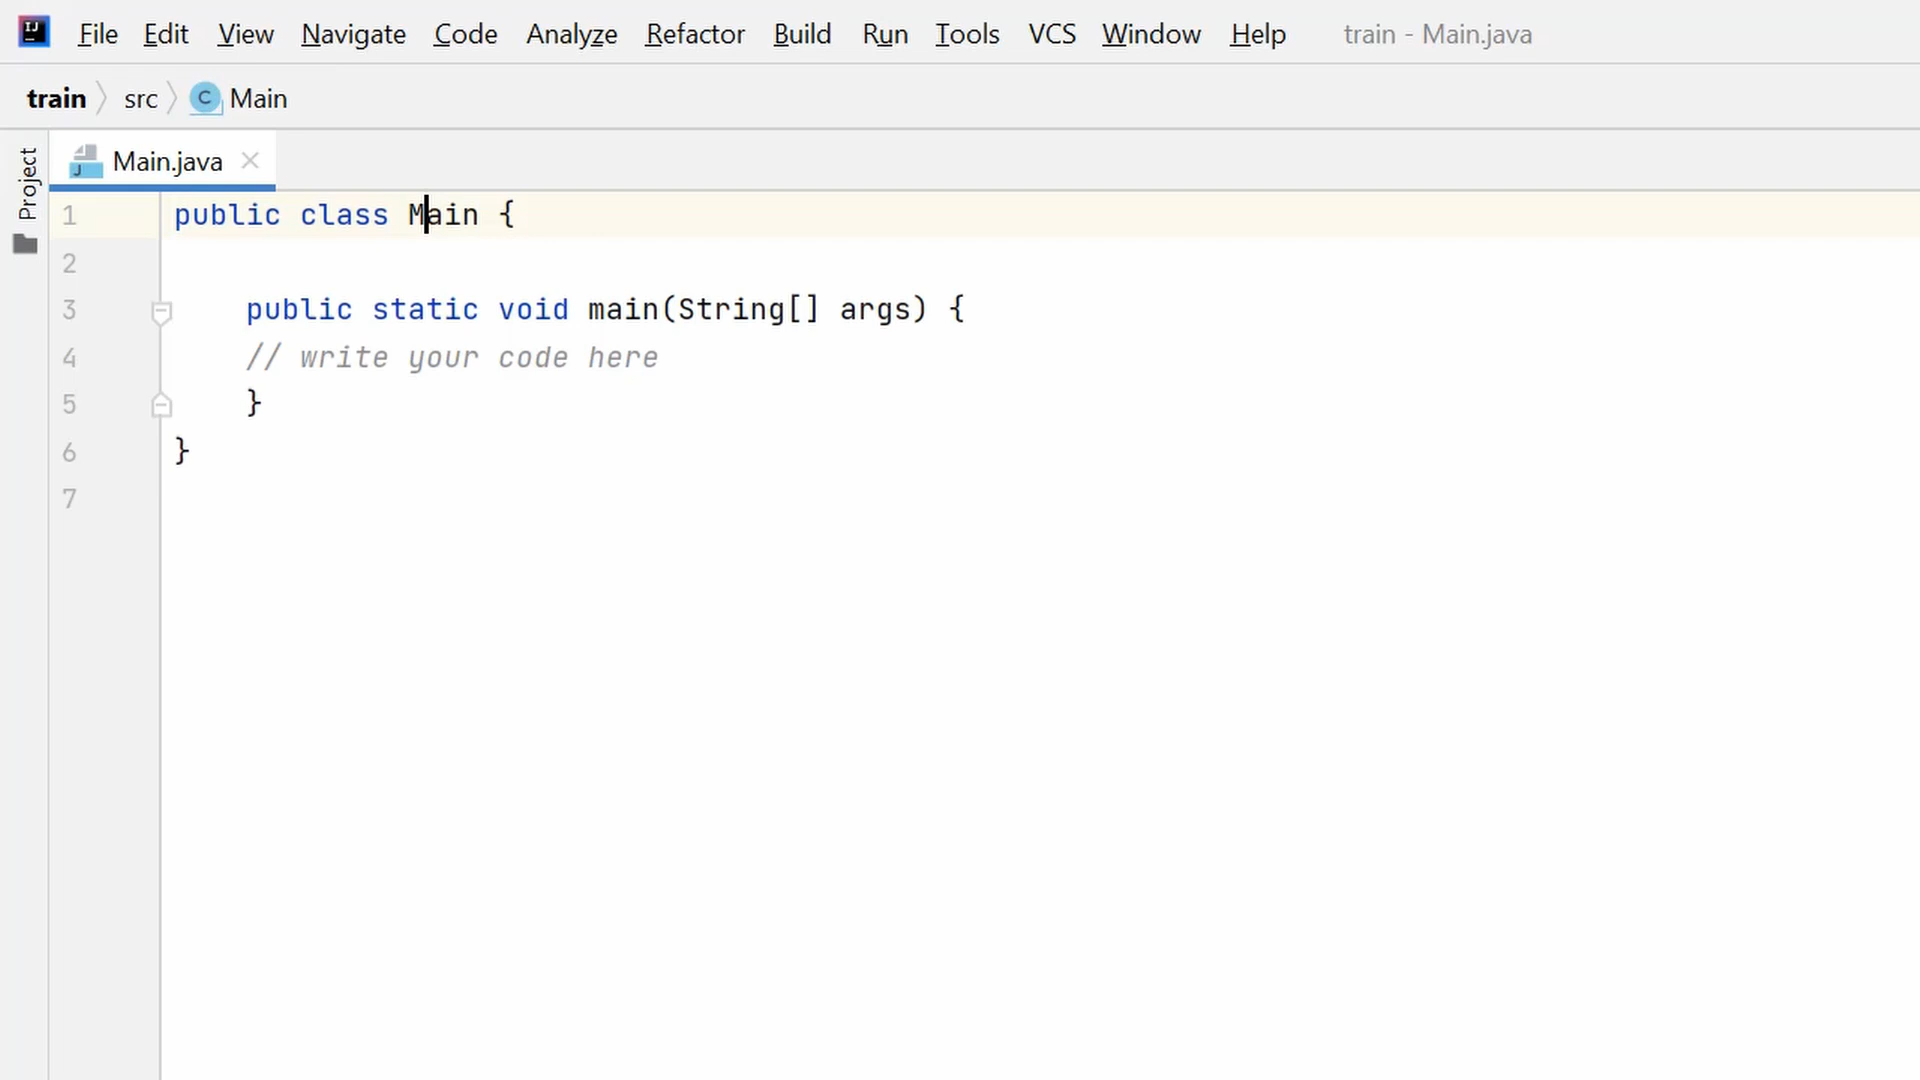 File Edit View Navigate Code Analyze Refactor Build Run Tools VCS Window Help train - Main.java
train src C Main
Project
J Main.java
1 public class Main {
2
3 public static void main(String[] args) {
4 // write your code here
5 }
6 }
7